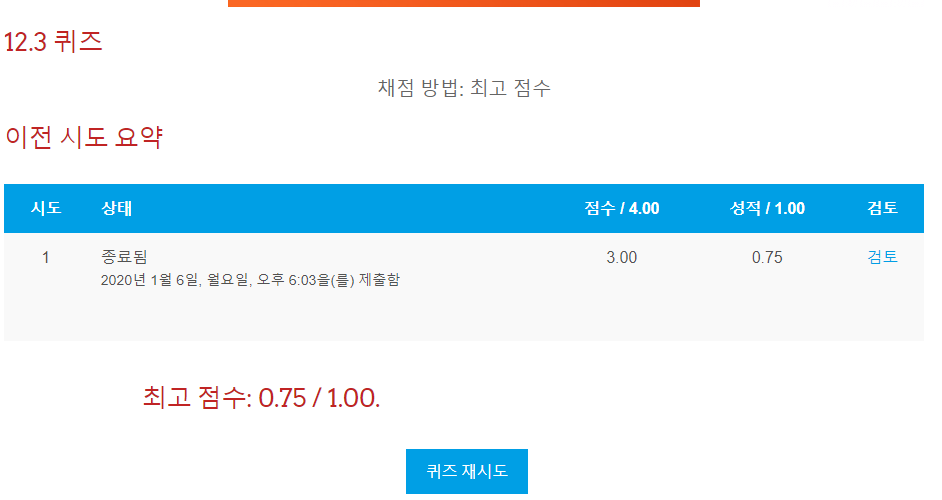 12.3 퀴즈
채점 방법: 최고 점수
이전 시도 요약
시도 상태 점수 / 4.00 성적 / 1.00 검토
1 종료됨 3.00 0.75 검토
2020년 1월 6일, 월요일, 오후 6:03을(를) 제출함
최고 점수: 0.75 / 1.00.
퀴즈 재시도